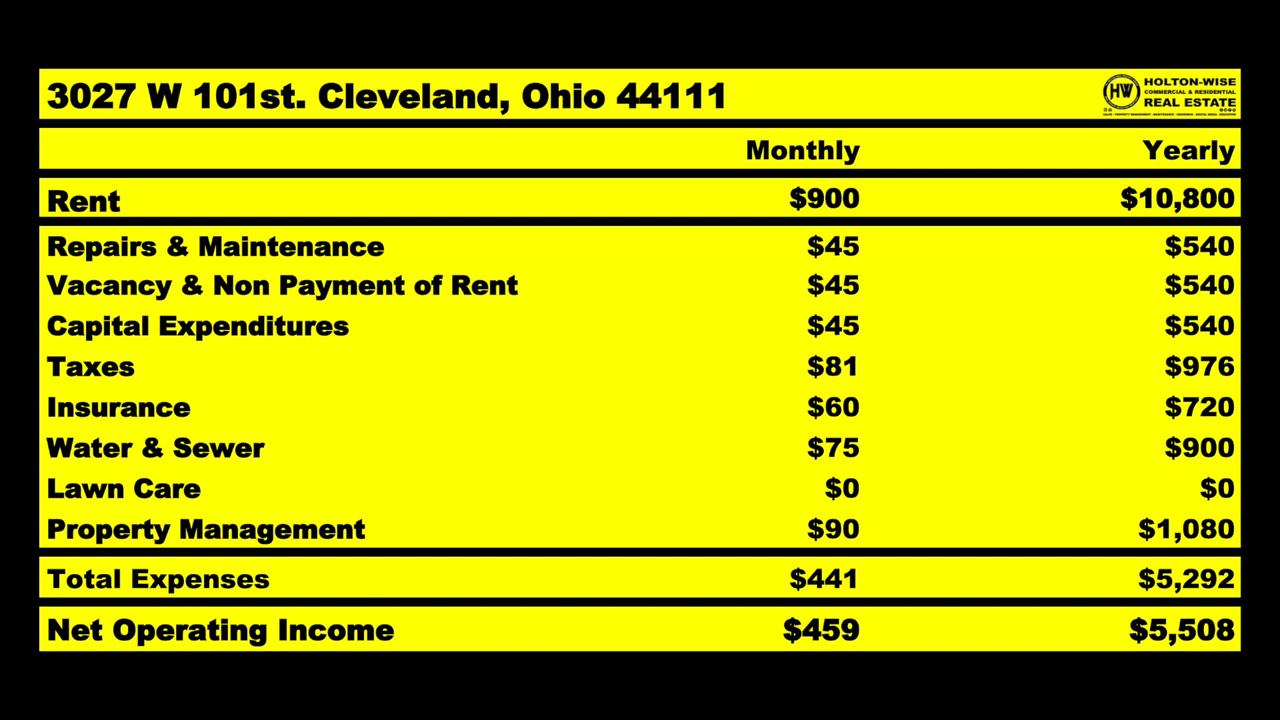 3027 W 101st. Cleveland, Ohio 44111
HW
HOLTON-WISE
COMMERCIAL & RESIDENTIAL
REAL ESTATE
Monthly Yearly
Rent $900 $10,800
Repairs & Maintenance $45 $540
Vacancy & Non Payment of Rent $45 $540
Capital Expenditures $45 $540
Taxes $81 $976
Insurance $60 $720
Water & Sewer $75 $900
Lawn Care $0 $0
Property Management $90 $1,080
Total Expenses $441 $5,292
Net Operating Income $459 $5,508